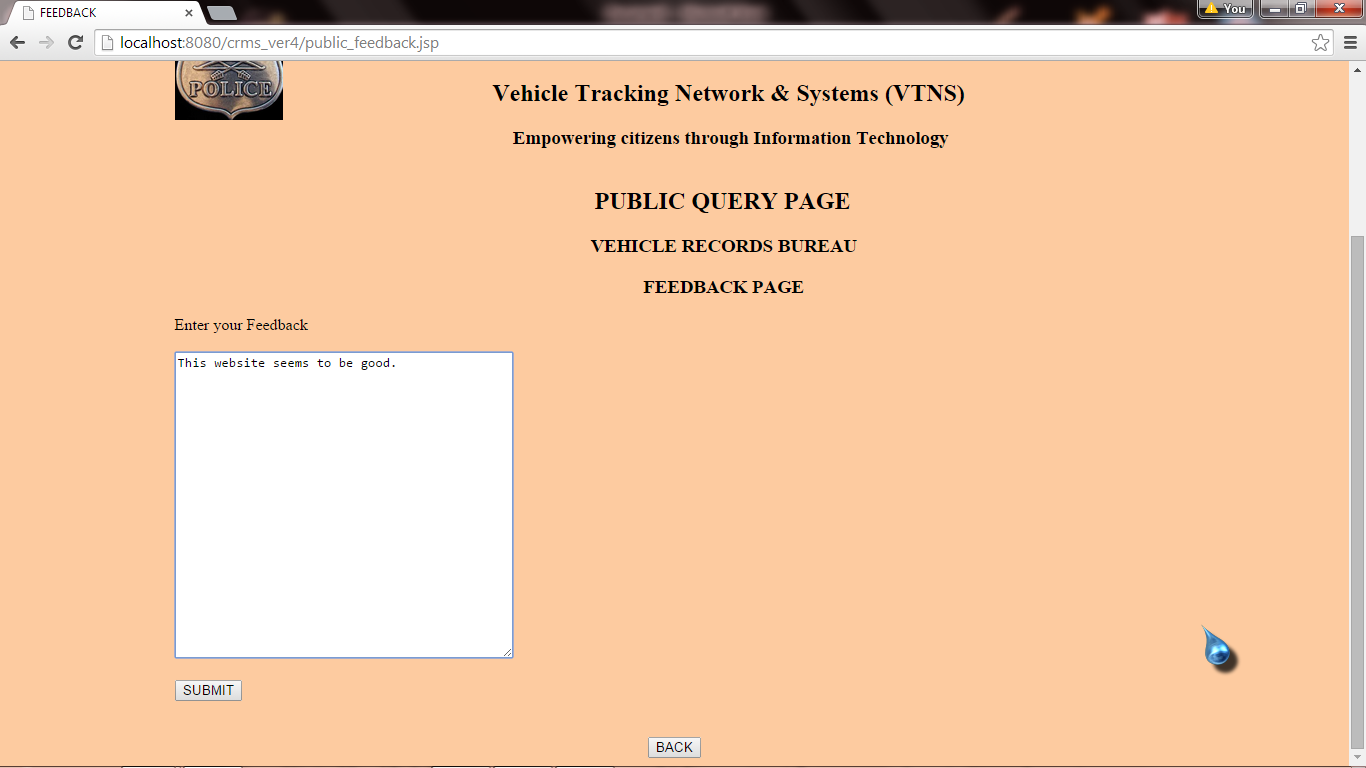 FEEDBACK
You
localhost:8080/crms_ver4/public_feedback.jsp
POLICE
Vehicle Tracking Network & Systems (VTNS)
Empowering citizens through Information Technology
PUBLIC QUERY PAGE
VEHICLE RECORDS BUREAU
FEEDBACK PAGE
Enter your Feedback
This website seems to be good.
SUBMIT
BACK